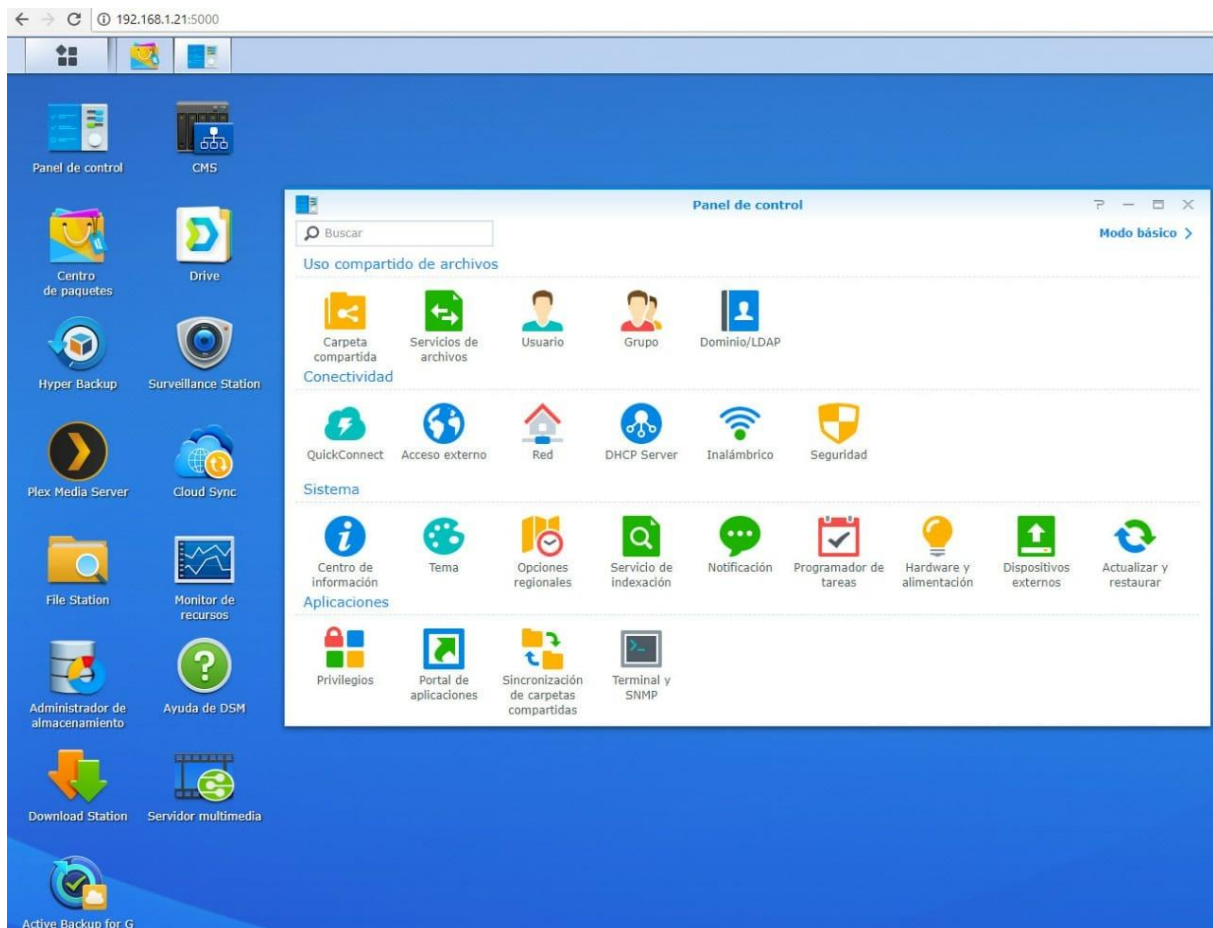 192.168.1.21:5000
Panel de control
CMS
Centro
de paquetes
Drive
Hyper Backup
Surveillance Station
Plex Media Server
Cloud Sync
File Station
Monitor de
recursos
Administrador de
almacenamiento
Ayuda de DSM
Download Station
Servidor multimedia
Active Backup for G
Panel de control
Buscar
Modo básico
Uso compartido de archivos
Carpeta
compartida
Servicios de
archivos
Usuario
Grupo
Dominio/LDAP
Conectividad
QuickConnect
Acceso externo
Red
DHCP Server
Inalámbrico
Seguridad
Sistema
Centro de
información
Tema
Opciones
regionales
Servicio de
indexación
Notificación
Programador de
tareas
Hardware y
alimentación
Dispositivos
externos
Actualizar y
restaurar
Aplicaciones
Privilegios
Portal de
aplicaciones
Sincronización
de carpetas
compartidas
Terminal y
SNMP